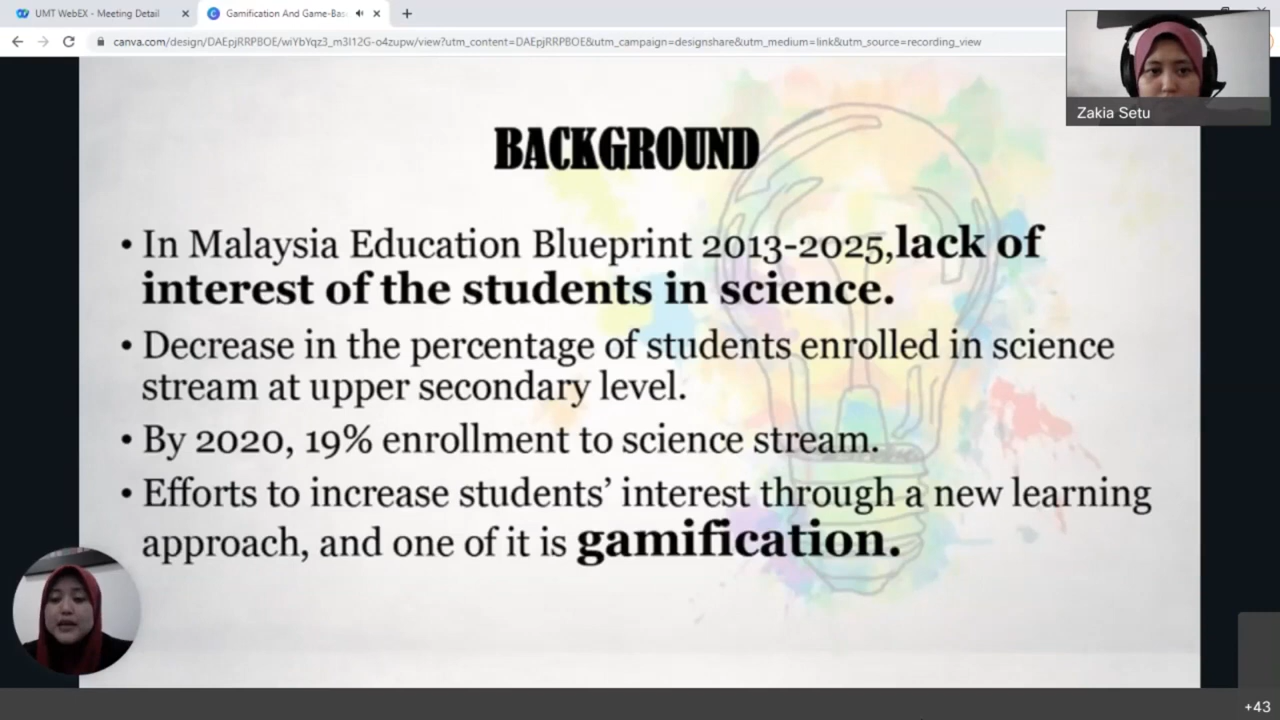 UMT WebEX - Meeting Detail
Gamification And Game-Bas
canva.com/design/DAEpjRRPBOE/wiYbYqz3_m3I12G-o4zupw/view?utm_content=DAEpjRRPBOE&utm_campaign=designshare&utm_medium=link&utm_source=recording_view
Zakia Setu
BACKGROUND
• In Malaysia Education Blueprint 2013-2025,lack of
interest of the students in science.
• Decrease in the percentage of students enrolled in science
stream at upper secondary level.
• By 2020, 19% enrollment to science stream.
• Efforts to increase students’ interest through a new learning
approach, and one of it is gamification.
+43